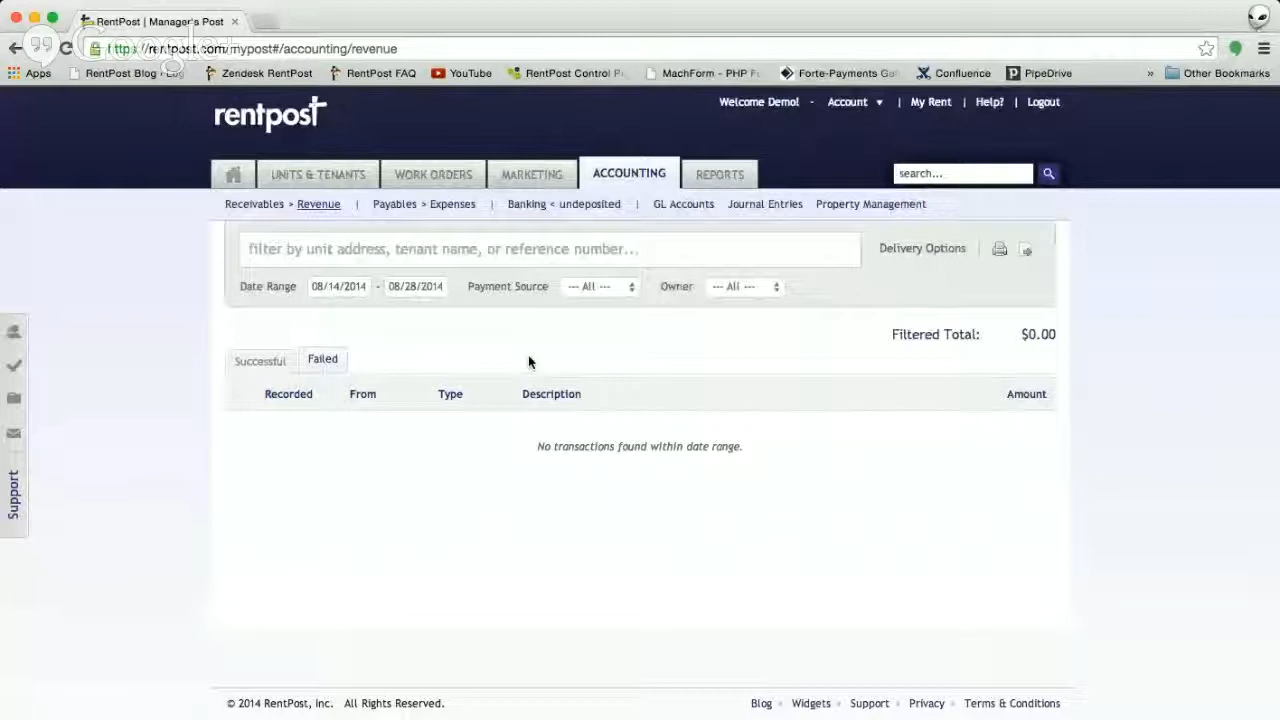 RentPost | Manager's Post ×
Google+
https://rentpost.com/mypost#/accounting/revenue
Apps RentPost Blog Zendesk RentPost RentPost FAQ YouTube RentPost Control MachForm - PHP Forte-Payments Confluence PipeDrive » Other Bookmarks
rentpost
Welcome Demo! - Account ▼ | My Rent | Help? | Logout
UNITS & TENANTS WORK ORDERS MARKETING ACCOUNTING REPORTS search...
Receivables > Revenue | Payables > Expenses | Banking < undeposited | GL Accounts Journal Entries Property Management
filter by unit address, tenant name, or reference number... Delivery Options
Date Range 08/14/2014 - 08/28/2014 Payment Source --- All --- Owner --- All ---
Filtered Total: $0.00
Successful Failed
Recorded From Type Description Amount
No transactions found within date range.
Support
© 2014 RentPost, Inc. All Rights Reserved. Blog Widgets Support Privacy Terms & Conditions